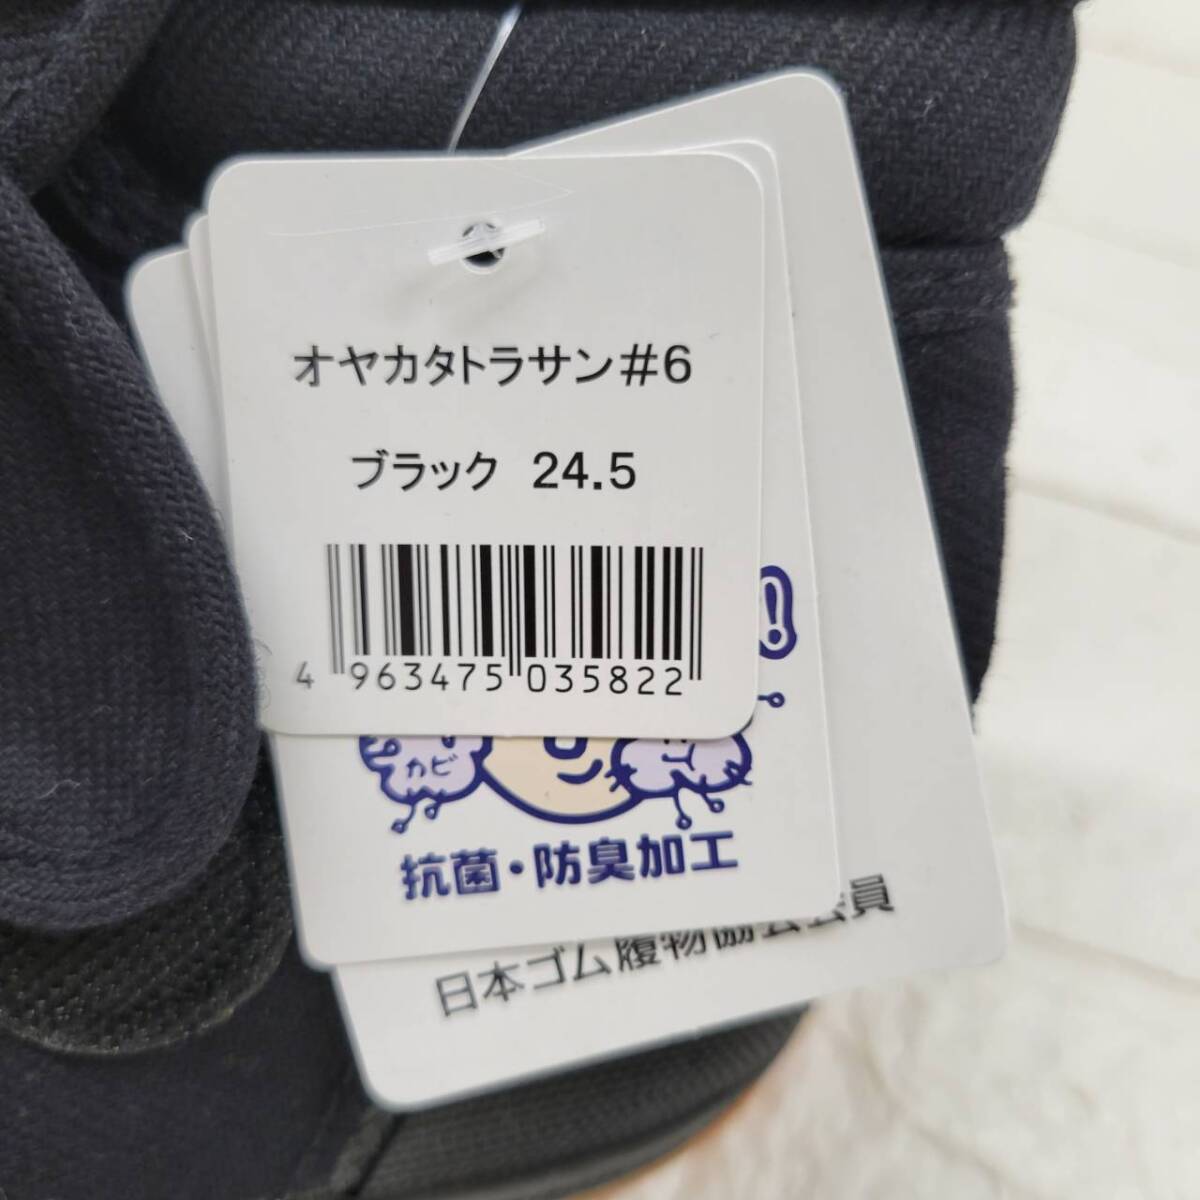 オヤカタトラサン#6
ブラック 24.5
4 963475 035822
!
カビ
抗菌・防臭加工
日本ゴム履物協会会員